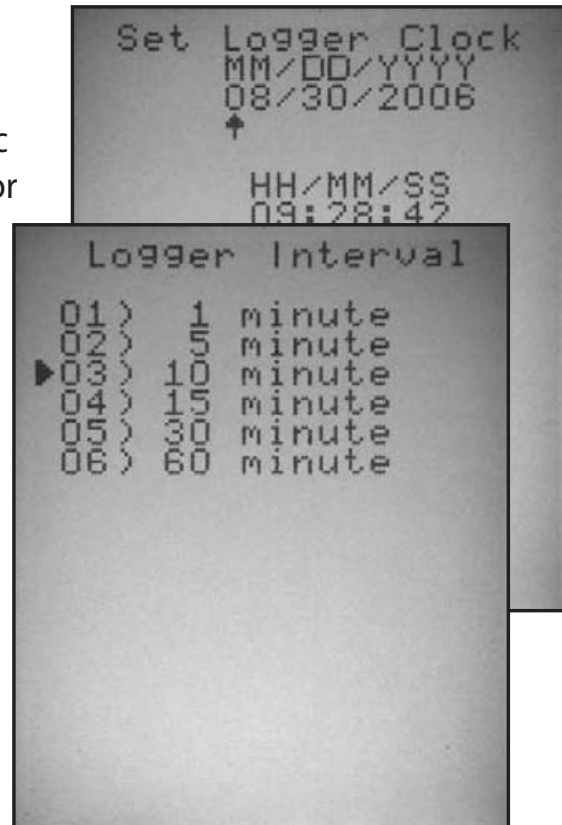 Set Logger Clock
MM/DD/YYYY
08/30/2006
HH/MM/SS
09:28:42
Logger Interval
01) 1 minute
02) 5 minute
03) 10 minute
04) 15 minute
05) 30 minute
06) 60 minute